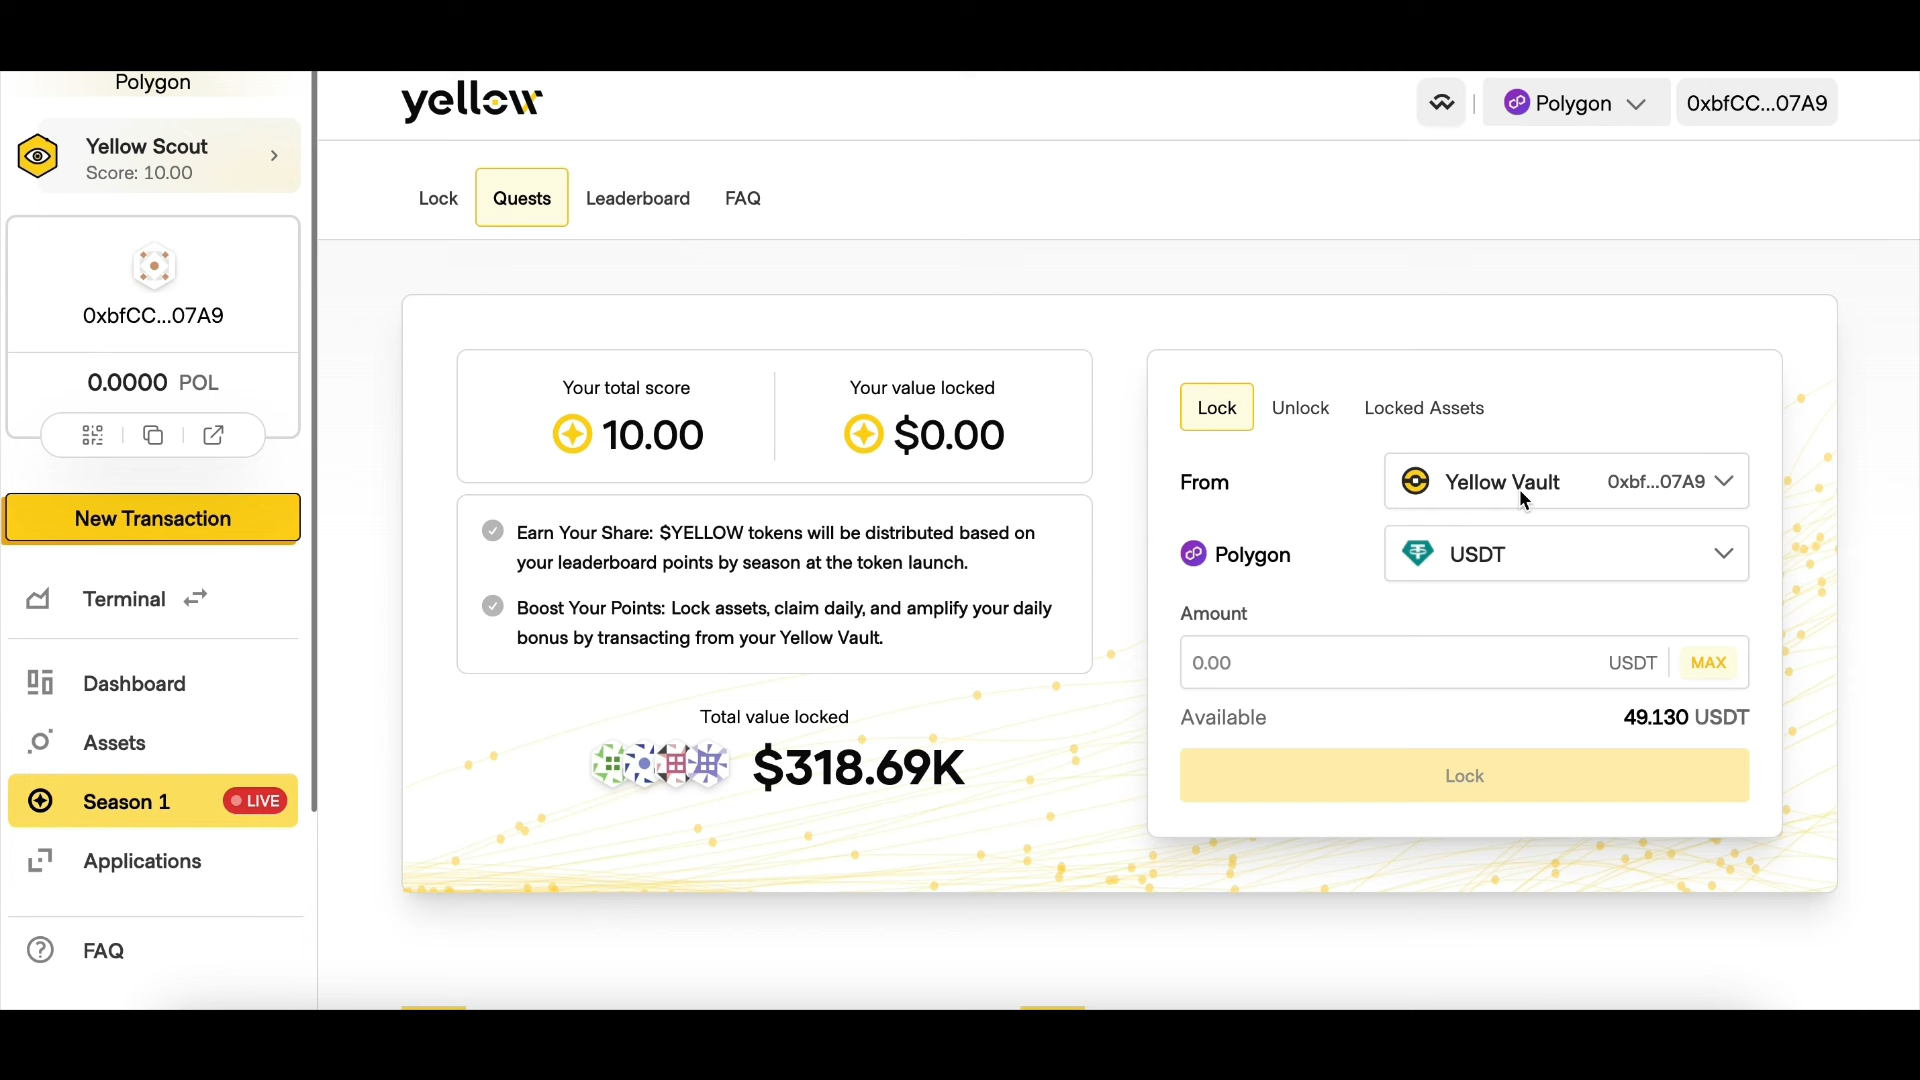 Polygon
Yellow Scout
Score: 10.00
0xbfCC...07A9
0.0000 POL
New Transaction
Terminal
Dashboard
Assets
Season 1 LIVE
Applications
FAQ
yellow
Polygon
0xbfCC...07A9
Lock Quests Leaderboard FAQ
Your total score
10.00
Your value locked
$0.00
Earn Your Share: $YELLOW tokens will be distributed based on
your leaderboard points by season at the token launch.
Boost Your Points: Lock assets, claim daily, and amplify your daily
bonus by transacting from your Yellow Vault.
Total value locked
$318.69K
Lock Unlock Locked Assets
From Yellow Vault 0xbf...07A9
Polygon USDT
Amount
0.00 USDT MAX
Available 49.130 USDT
Lock